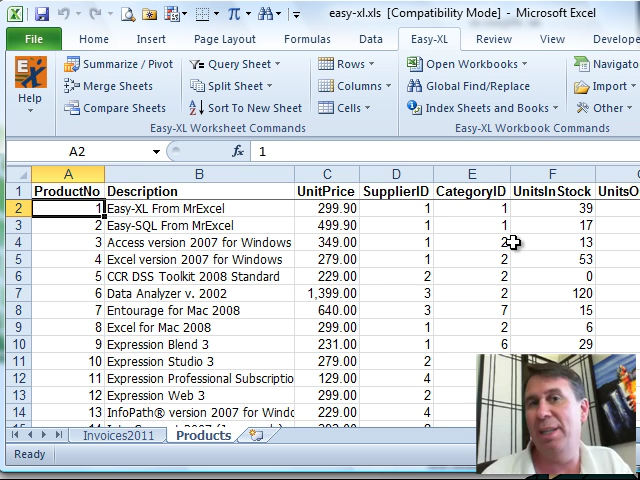 easy-xl.xls [Compatibility Mode] - Microsoft Excel
File Home Insert Page Layout Formulas Data Easy-XL Review View Develope
EX
Help
Summarize / Pivot
Merge Sheets
Compare Sheets
Query Sheet
Split Sheet
Sort To New Sheet
Rows
Columns
Cells
Easy-XL Worksheet Commands
Open Workbooks
Global Find/Replace
Index Sheets and Books
Navigato
Import
Other
Easy-XL Workbook Commands
A2 fx 1
A B C D E F
1 ProductNo Description UnitPrice SupplierID CategoryID UnitsInStock UnitsO
2 1 Easy-XL From MrExcel 299.90 1 1 39
3 2 Easy-SQL From MrExcel 499.90 1 1 17
4 3 Access version 2007 for Windows 349.00 1 2 13
5 4 Excel version 2007 for Windows 279.00 1 2 53
6 5 CCR DSS Toolkit 2008 Standard 229.00 2 2 0
7 6 Data Analyzer v. 2002 1,399.00 3 2 120
8 7 Entourage for Mac 2008 640.00 3 7 15
9 8 Excel for Mac 2008 299.00 1 2 6
10 9 Expression Blend 3 231.00 1 6 29
11 10 Expression Studio 3 279.00 2
12 11 Expression Professional Subscriptio 129.00 4
13 12 Expression Web 3 299.00 2
14 13 InfoPath® version 2007 for Windo 229.00 4
Invoices2011 Products
Ready